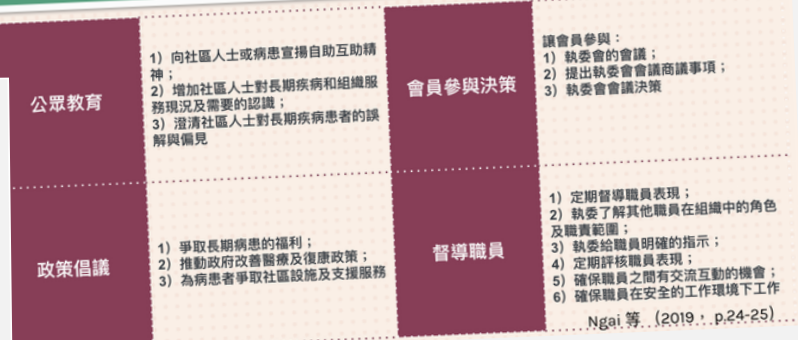 公眾教育
1）向社區人士或病患宣揚自助互助精
神；
2）增加社區人士對長期疾病和組織服
務現況及需要的認識；
3）澄清社區人士對長期疾病患者的誤
解與偏見
會員參與決策
讓會員參與：
1）執委會的會議；
2）提出執委會會議商議事項；
3）執委會會議決策
政策倡議
1）爭取長期病患的福利；
2）推動政府改善醫療及復康政策；
3）為病患者爭取社區設施及支援服務
督導職員
1）定期督導職員表現；
2）執委了解其他職員在組織中的角色
及職責範圍；
3）執委給職員明確的指示；
4）定期評核職員表現；
5）確保職員之間有交流互動的機會；
6）確保職員在安全的工作環境下工作
Ngai 等 （2019， p.24-25）